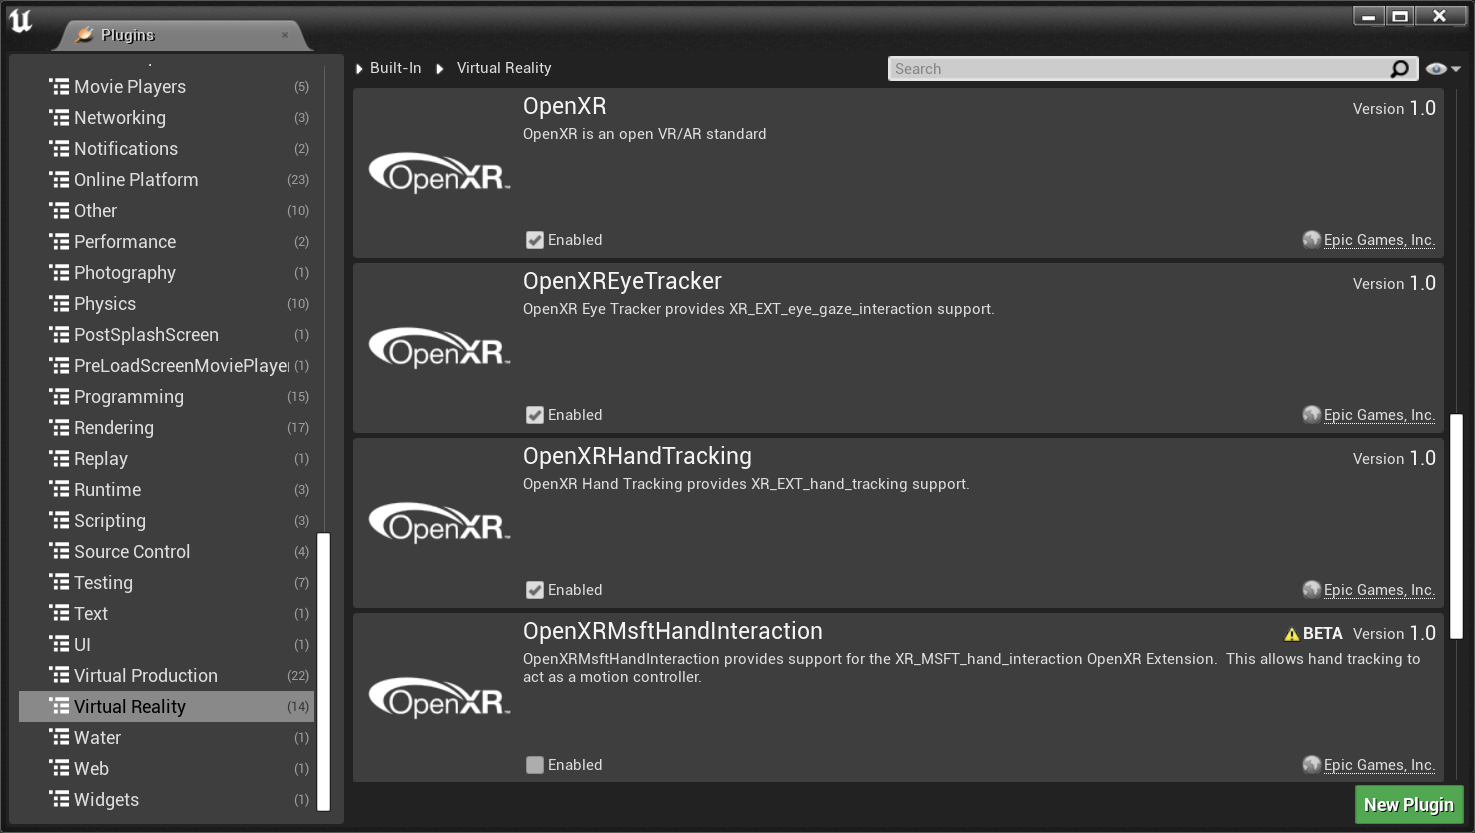 Plugins
Movie Players (5)
Networking (3)
Notifications (2)
Online Platform (23)
Other (10)
Performance (2)
Photography (1)
Physics (10)
PostSplashScreen (1)
PreLoadScreenMoviePlayer (1)
Programming (15)
Rendering (17)
Replay (1)
Runtime (3)
Scripting (3)
Source Control (4)
Testing (7)
Text (1)
UI (1)
Virtual Production (22)
Virtual Reality (14)
Water (1)
Web (1)
Widgets (1)
Built-In Virtual Reality
Search
OpenXR Version 1.0
OpenXR is an open VR/AR standard
OpenXR™
Enabled Epic Games, Inc.
OpenXREyeTracker Version 1.0
OpenXR Eye Tracker provides XR_EXT_eye_gaze_interaction support.
OpenXR™
Enabled Epic Games, Inc.
OpenXRHandTracking Version 1.0
OpenXR Hand Tracking provides XR_EXT_hand_tracking support.
OpenXR™
Enabled Epic Games, Inc.
OpenXRMsftHandInteraction BETA Version 1.0
OpenXRMsftHandInteraction provides support for the XR_MSFT_hand_interaction OpenXR Extension.  This allows hand tracking to
act as a motion controller.
OpenXR™
Enabled Epic Games, Inc.
New Plugin